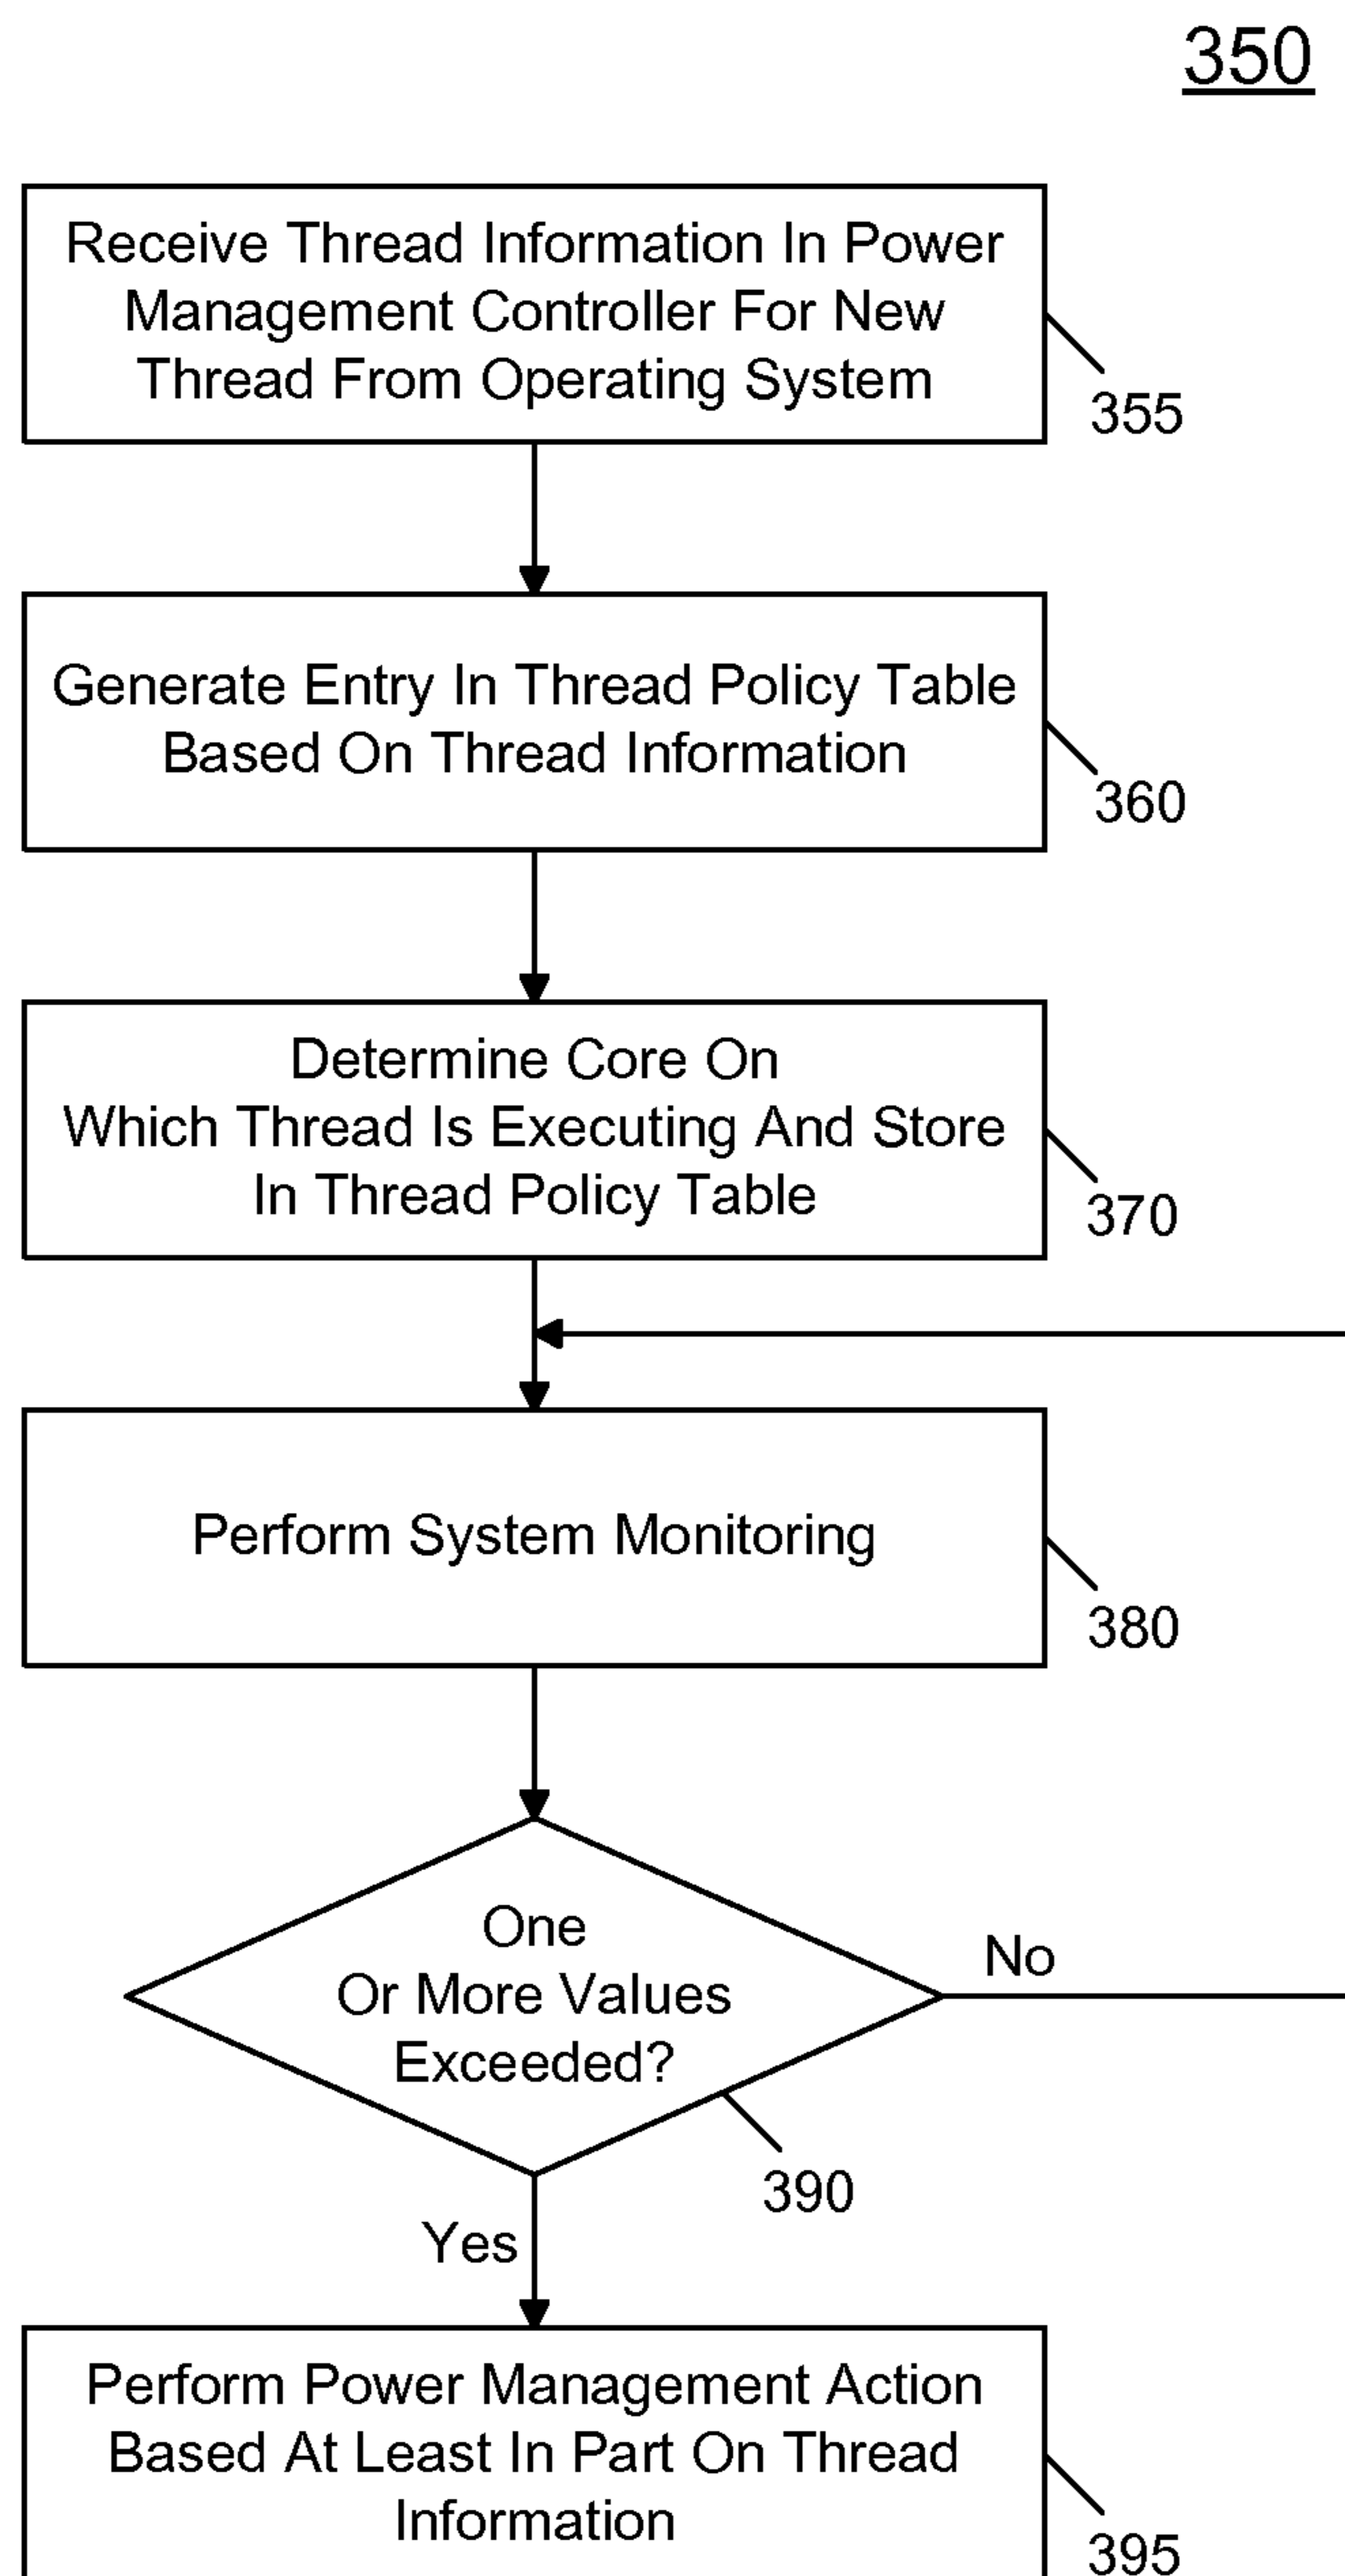 350
Receive Thread Information In Power
Management Controller For New
Thread From Operating System
355
Generate Entry In Thread Policy Table
Based On Thread Information
360
Determine Core On
Which Thread Is Executing And Store
In Thread Policy Table
370
Perform System Monitoring
380
One
Or More Values
Exceeded?
No
390
Yes
Perform Power Management Action
Based At Least In Part On Thread
Information
395